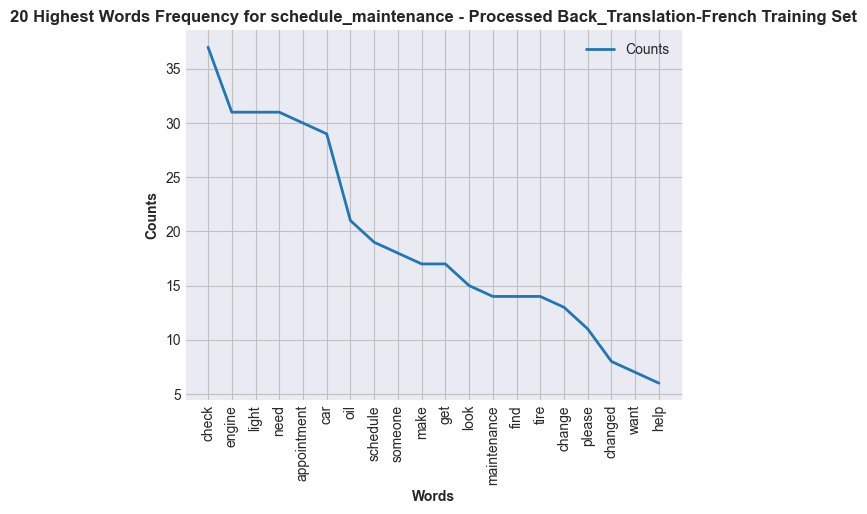 20 Highest Words Frequency for schedule_maintenance - Processed Back_Translation-French Training Set
Counts
35
30
25
20
15
10
5
Counts
check
engine
light
need
appointment
car
oil
schedule
someone
make
get
look
maintenance
find
tire
change
please
changed
want
help
Words